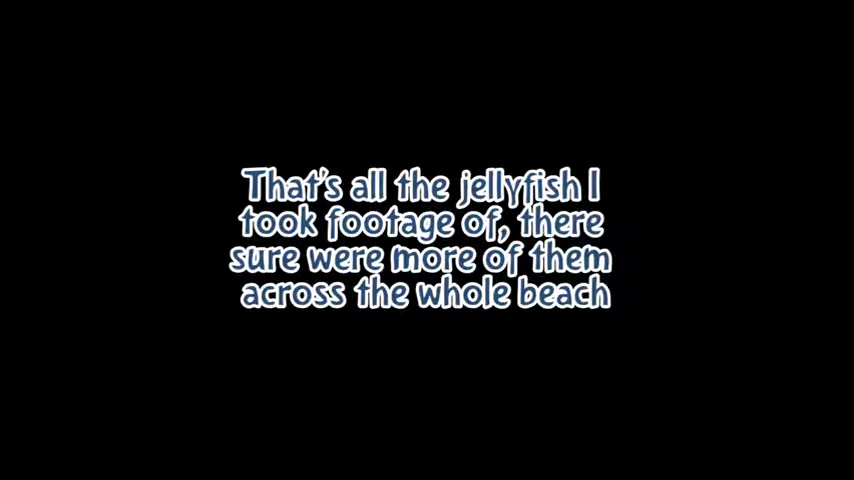 That's all the jellyfish I
took footage of, there
sure were more of them
across the whole beach